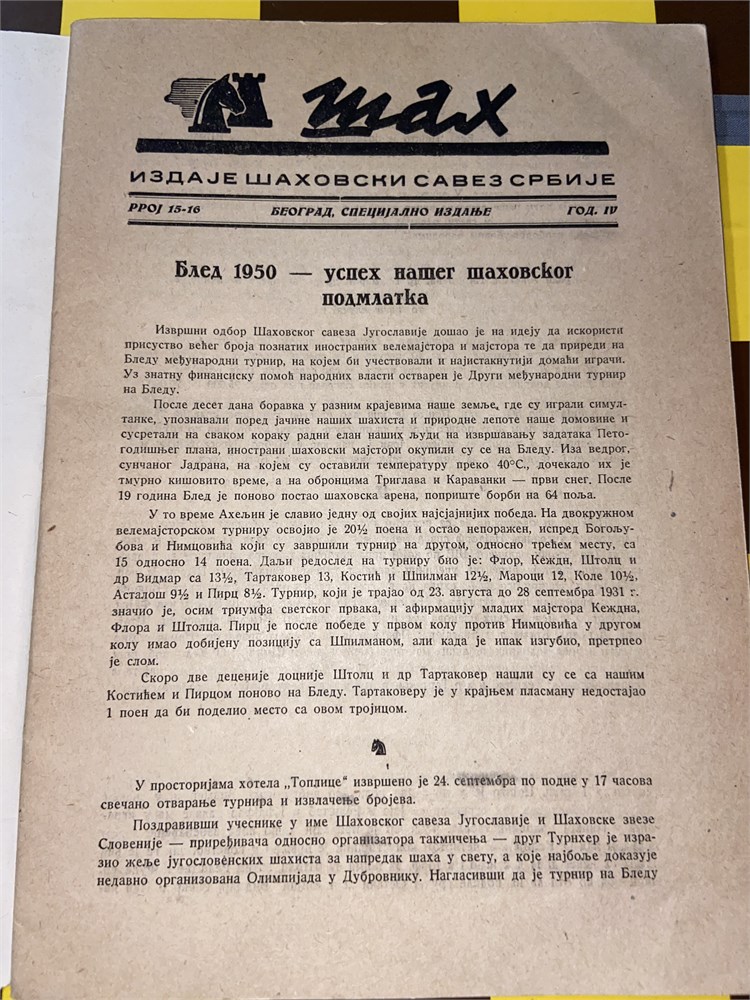 шах
ИЗДАЈЕ ШАХОВСКИ САВЕЗ СРБИЈЕ
РРОЈ 15-16 БЕОГРАД, СПЕЦИЈАЛНО ИЗДАЊЕ ГОД. IV
Блед 1950 — успех нашег шаховског
подмлатка
Извршни одбор Шаховског савеза Југославије дошао је на идеју да искористи
присуство већег броја познатих иностраних велемајстора и мајстора те да приреди на
Бледу међународни турнир, на којем би учествовали и најистакнутији домаћи играчи.
Уз знатну финансиску помоћ народних власти остварен је Други међународни турнир
на Бледу.
После десет дана боравка у разним крајевима наше земље, где су играли симул-
танке, упознавали поред јачине наших шахиста и природне лепоте наше домовине и
сусретали на сваком кораку радни елан наших људи на извршавању задатака Пето-
годишњег плана, инострани шаховски мајстори окупили су се на Бледу. Иза ведрог,
сунчаног Јадрана, на којем су оставили температуру преко 40°C., дочекало их је
тмурно кишовито време, а на обронцима Триглава и Караванки — први снег. После
19 година Блед је поново постао шаховска арена, поприште борби на 64 поља.
У то време Ахељин је славио једну од својих најсјајнијих победа. На двокружном
велемајсторском турниру освојио је 20½ поена и остао непоражен, испред Богољу-
бова и Нимцовића који су завршили турнир на другом, односно трећем месту, са
15 односно 14 поена. Даљи редослед на турниру био је: Флор, Кеждн, Штолц и
др Видмар са 13½, Тартаковер 13, Костић и Шпилман 12½, Мароци 12, Коле 10½,
Асталош 9½ и Пирц 8½. Турнир, који је трајао од 23. августа до 28 септембра 1931 г.
значио је, осим триумфа светског првака, и афирмацију младих мајстора Кеждна,
Флора и Штолца. Пирц је после победе у првом колу против Нимцовића у другом
колу имао добијену позицију са Шпилманом, али када је ипак изгубио, претрпео
је слом.
Скоро две деценије доцније Штолц и др Тартаковер нашли су се са нашим
Костићем и Пирцом поново на Бледу. Тартаковеру је у крајњем пласману недостајао
1 поен да би поделио место са овом тројицом.
У просторијама хотела „Топлице“ извршено је 24. септембра по подне у 17 часова
свечано отварање турнира и извлачење бројева.
Поздравивши учеснике у име Шаховског савеза Југославије и Шаховске звезе
Словеније — приређивача односно организатора такмичења — друг Турнхер је изра-
зио жеље југословенских шахиста за напредак шаха у свету, а које најбоље доказује
недавно организована Олимпијада у Дубровнику. Нагласивши да је турнир на Бледу